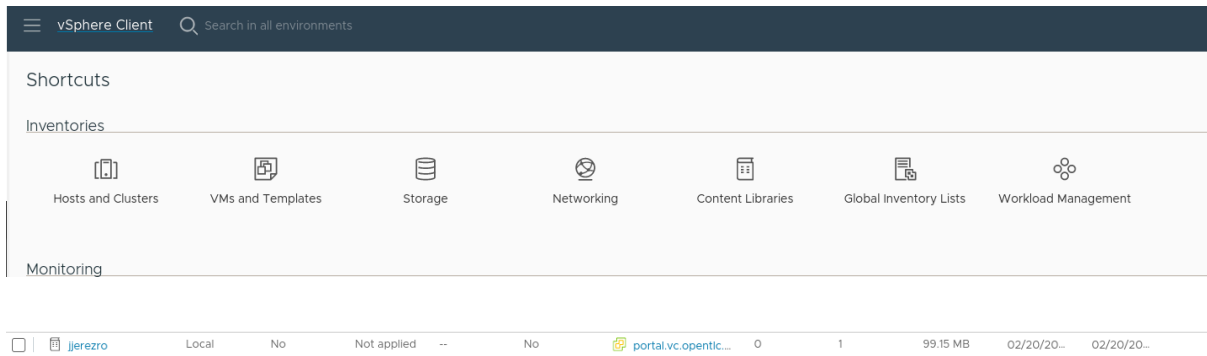 vSphere Client Search in all environments
Shortcuts
Inventories
Hosts and Clusters VMs and Templates Storage Networking Content Libraries Global Inventory Lists Workload Management
Monitoring
jjerezro Local No Not applied -- No portal.vc.opentlc.... 0 1 99.15 MB 02/20/20... 02/20/20...